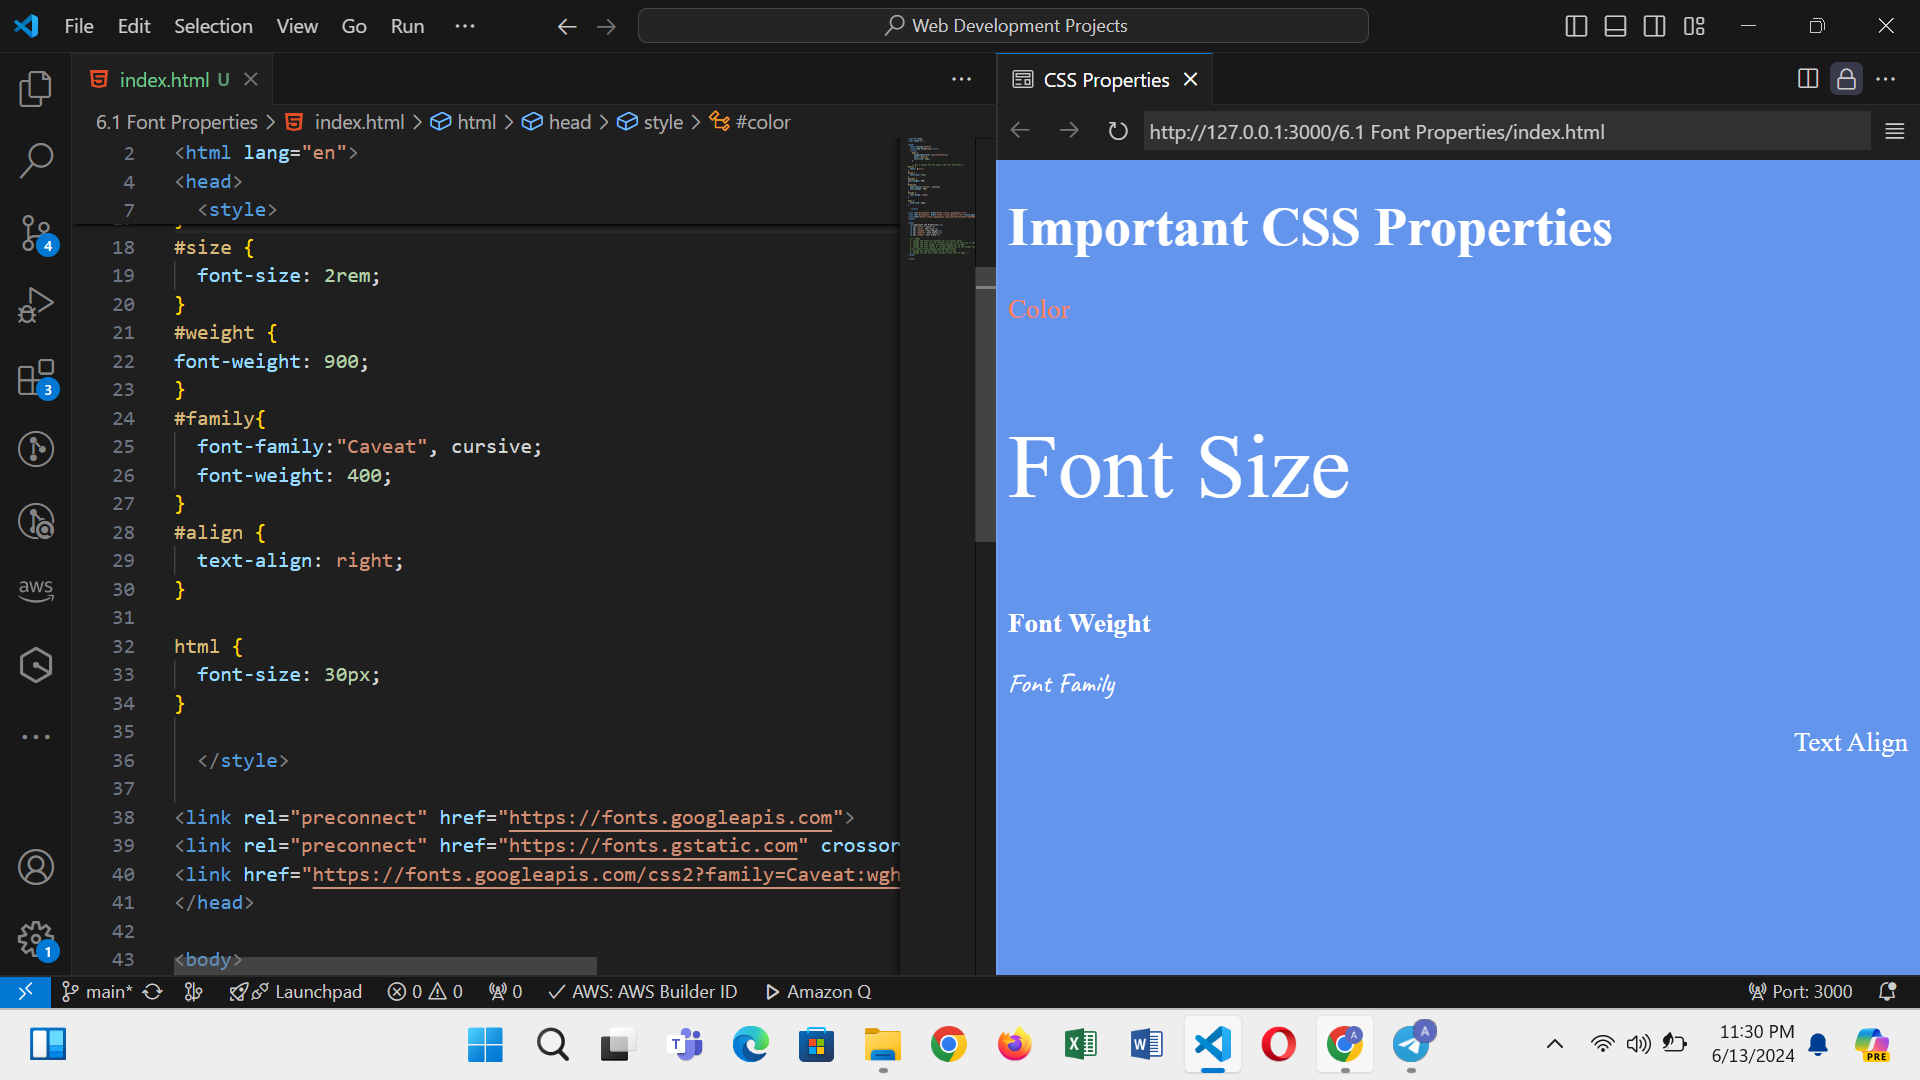 File Edit Selection View Go Run ··· Web Development Projects
index.html U
CSS Properties
6.1 Font Properties > index.html > html > head > style > #color
http://127.0.0.1:3000/6.1 Font Properties/index.html
2 <html lang="en">
4 <head>
7 <style>
18 #size {
19 font-size: 2rem;
20 }
21 #weight {
22 font-weight: 900;
23 }
24 #family{
25 font-family:"Caveat", cursive;
26 font-weight: 400;
27 }
28 #align {
29 text-align: right;
30 }
31
32 html {
33 font-size: 30px;
34 }
35
36 </style>
37
38 <link rel="preconnect" href="https://fonts.googleapis.com">
39 <link rel="preconnect" href="https://fonts.gstatic.com" crossor
40 <link href="https://fonts.googleapis.com/css2?family=Caveat:wgh
41 </head>
42
43 <body>
Important CSS Properties
Color
Font Size
Font Weight
Font Family
Text Align
4
3
aws
1
main* Launchpad 0 0 0 AWS: AWS Builder ID Amazon Q Port: 3000
11:30 PM
6/13/2024
PRE